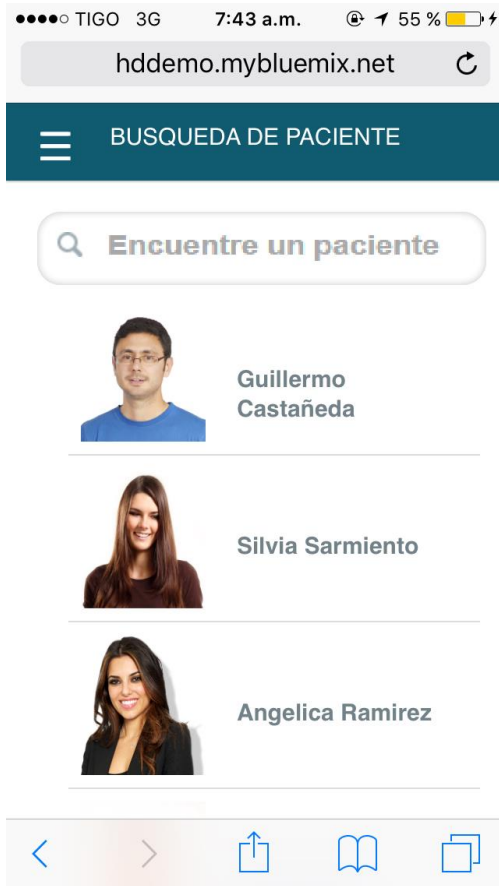 TIGO 3G 7:43 a.m. 55 %
hddemo.mybluemix.net
BUSQUEDA DE PACIENTE
Encuentre un paciente
Guillermo
Castañeda
Silvia Sarmiento
Angelica Ramirez